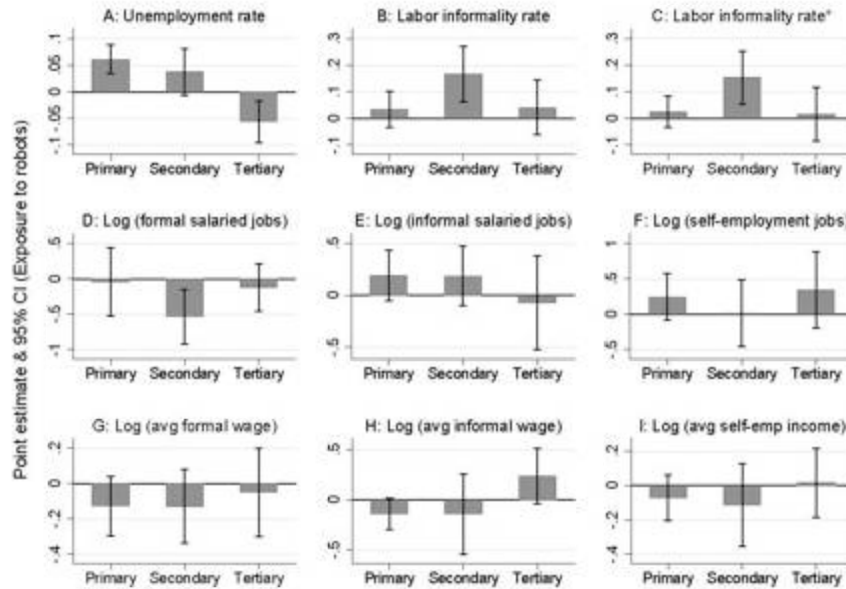 A: Unemployment rate
B: Labor informality rate
C: Labor informality rate*
Point estimate & 95% CI (Exposure to robots)
.1
.05
0
-.05
-.1
Primary Secondary Tertiary
.3
.2
.1
0
-.1
Primary Secondary Tertiary
.3
.2
.1
0
-.1
Primary Secondary Tertiary
D: Log (formal salaried jobs)
E: Log (informal salaried jobs)
F: Log (self-employment jobs)
.5
0
-.5
-1
Primary Secondary Tertiary
.5
0
-.5
Primary Secondary Tertiary
1
.5
0
-.5
Primary Secondary Tertiary
G: Log (avg formal wage)
H: Log (avg informal wage)
I: Log (avg self-emp income)
.2
0
-.2
-.4
Primary Secondary Tertiary
.5
0
-.5
Primary Secondary Tertiary
.2
0
-.2
-.4
Primary Secondary Tertiary